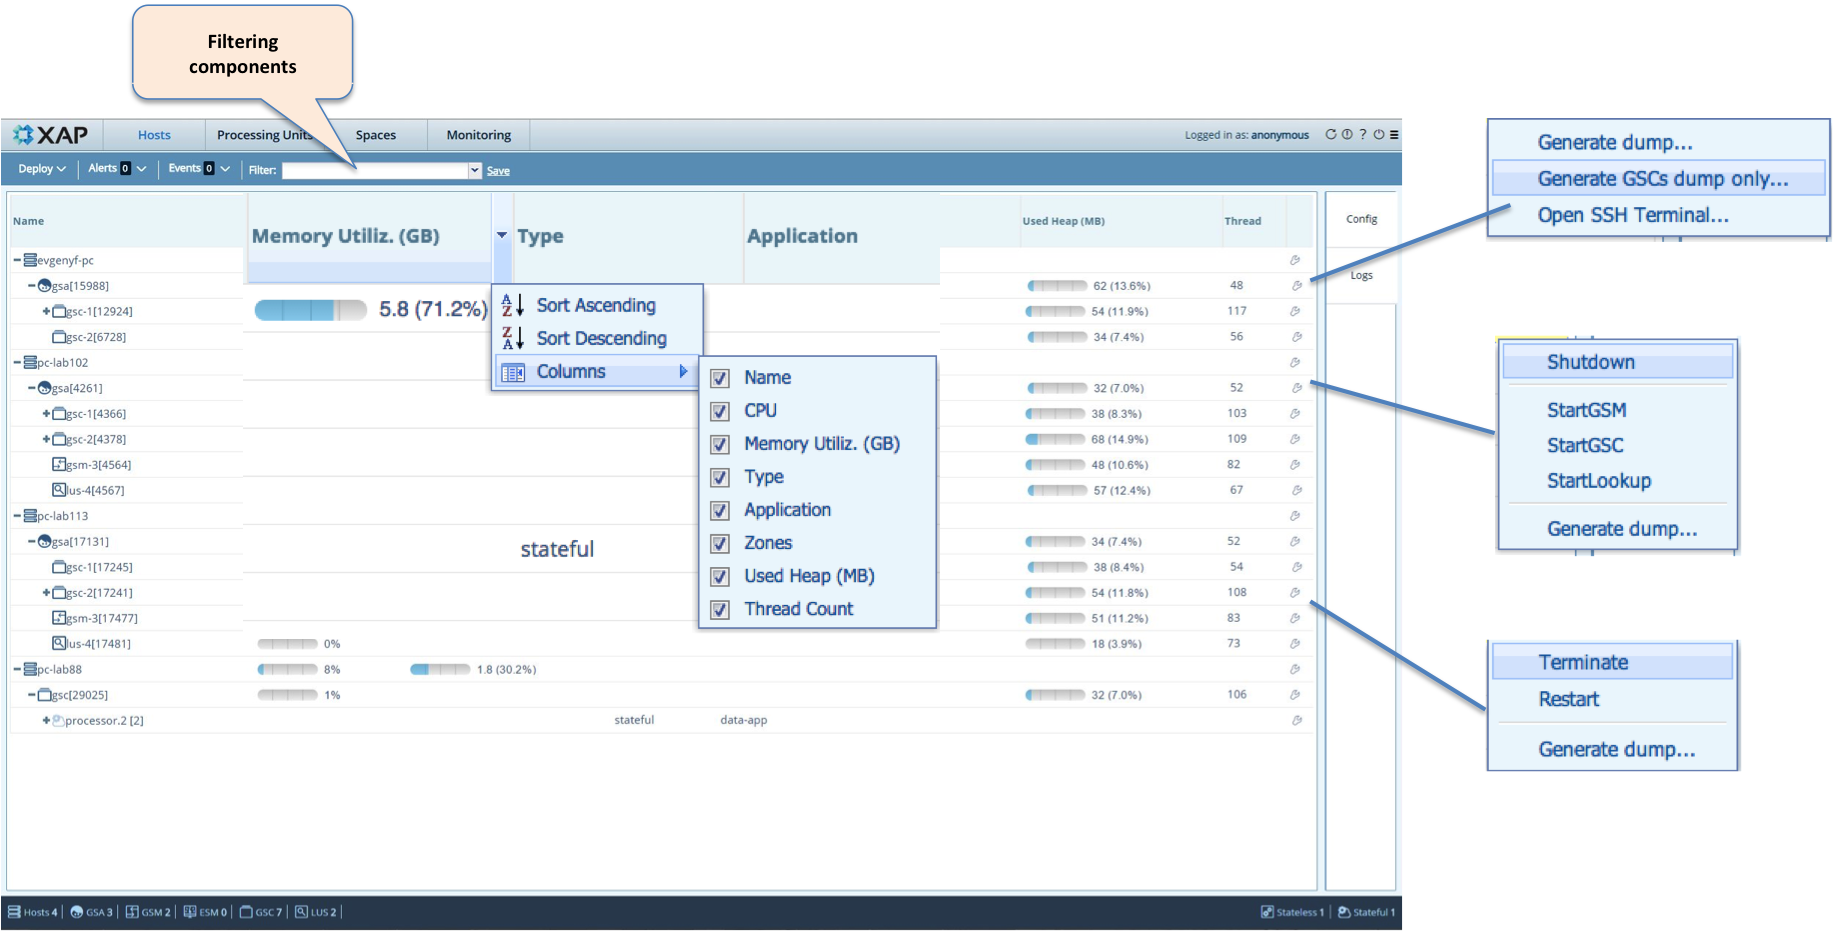 Filtering
components
XAP
Hosts
Processing Units
Spaces
Monitoring
Logged in as: anonymous
Deploy
Alerts 0
Events 0
Filter:
Save
Name
Memory Utiliz. (GB)
Type
Application
Used Heap (MB)
Thread
Config
Logs
evgenyf-pc
gsa[15988]
62 (13.6%)
48
gsc-1[12924]
5.8 (71.2%)
54 (11.9%)
117
gsc-2[6728]
34 (7.4%)
56
pc-lab102
gsa[4261]
32 (7.0%)
52
gsc-1[4366]
38 (8.3%)
103
gsc-2[4378]
68 (14.9%)
109
gsm-3[4564]
48 (10.6%)
82
lus-4[4567]
57 (12.4%)
67
pc-lab113
gsa[17131]
stateful
34 (7.4%)
52
gsc-1[17245]
38 (8.4%)
54
gsc-2[17241]
54 (11.8%)
108
gsm-3[17477]
51 (11.2%)
83
lus-4[17481]
0%
18 (3.9%)
73
pc-lab88
8%
1.8 (30.2%)
gsc[29025]
1%
32 (7.0%)
106
processor.2 [2]
stateful
data-app
Sort Ascending
Sort Descending
Columns
Name
CPU
Memory Utiliz. (GB)
Type
Application
Zones
Used Heap (MB)
Thread Count
Generate dump...
Generate GSCs dump only...
Open SSH Terminal...
Shutdown
StartGSM
StartGSC
StartLookup
Generate dump...
Terminate
Restart
Generate dump...
Hosts 4
GSA 3
GSM 2
ESM 0
GSC 7
LUS 2
Stateless 1
Stateful 1